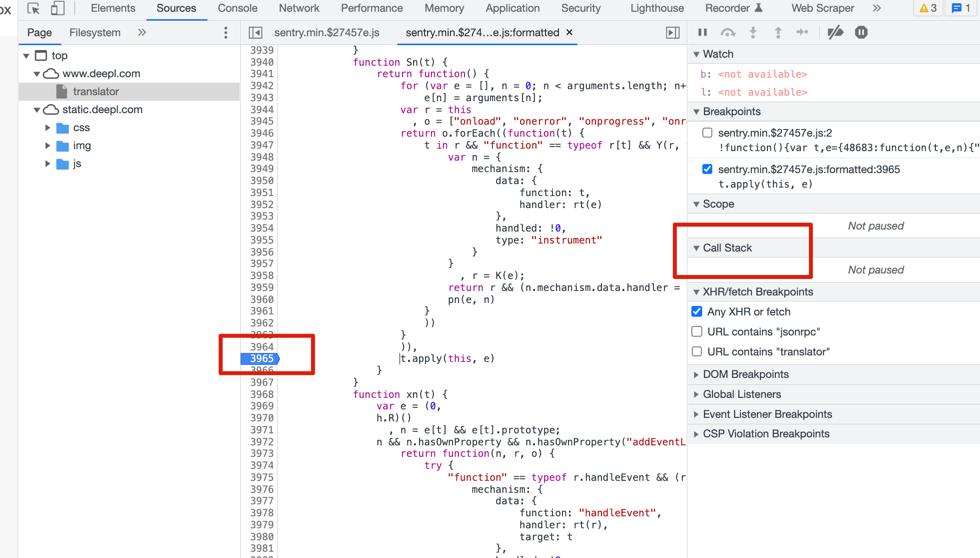 ox
Elements Sources Console Network Performance Memory Application Security Lighthouse Recorder Web Scraper » 3 1
Page Filesystem »
sentry.min.$27457e.js sentry.min.$274…e.js:formatted ×
top
www.deepl.com
translator
static.deepl.com
css
img
js
3939 }
3940 function Sn(t) {
3941 return function() {
3942 for (var e = [], n = 0; n < arguments.length; n+
3943 e[n] = arguments[n];
3944 var r = this
3945 , o = ["onload", "onerror", "onprogress", "onr
3946 return o.forEach((function(t) {
3947 t in r && "function" == typeof r[t] && Y(r,
3948 var n = {
3949 mechanism: {
3950 data: {
3951 function: t,
3952 handler: rt(e)
3953 },
3954 handled: !0,
3955 type: "instrument"
3956 }
3957 }
3958 , r = K(e);
3959 return r && (n.mechanism.data.handler =
3960 pn(e, n)
3961 }
3962 ))
3963 }
3964 )),
3965 t.apply(this, e)
3966 }
3967 }
3968 function xn(t) {
3969 var e = (0,
3970 h.R)()
3971 , n = e[t] && e[t].prototype;
3972 n && n.hasOwnProperty && n.hasOwnProperty("addEventL
3973 return function(n, r, o) {
3974 try {
3975 "function" == typeof r.handleEvent && (r
3976 mechanism: {
3977 data: {
3978 function: "handleEvent",
3979 handler: rt(r),
3980 target: t
3981 },
Watch
b: <not available>
l: <not available>
Breakpoints
sentry.min.$27457e.js:2
!function(){var t,e={48683:function(t,e,n){"
sentry.min.$27457e.js:formatted:3965
t.apply(this, e)
Scope
Not paused
Call Stack
Not paused
XHR/fetch Breakpoints
Any XHR or fetch
URL contains "jsonrpc"
URL contains "translator"
DOM Breakpoints
Global Listeners
Event Listener Breakpoints
CSP Violation Breakpoints